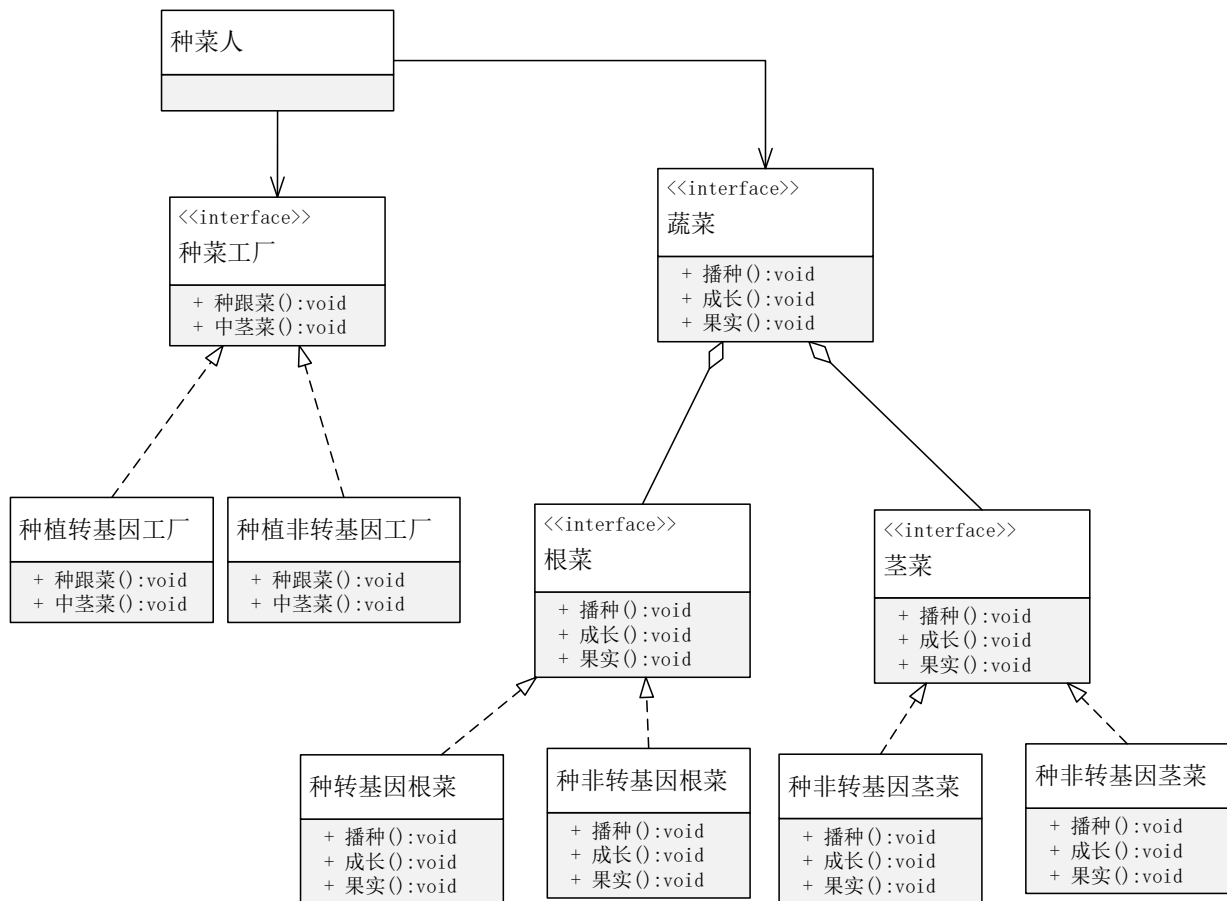 种菜人
<<interface>>
种菜工厂
+ 种跟菜():void
+ 中茎菜():void
<<interface>>
蔬菜
+ 播种():void
+ 成长():void
+ 果实():void
种植转基因工厂
+ 种跟菜():void
+ 中茎菜():void
种植非转基因工厂
+ 种跟菜():void
+ 中茎菜():void
<<interface>>
根菜
+ 播种():void
+ 成长():void
+ 果实():void
<<interface>>
茎菜
+ 播种():void
+ 成长():void
+ 果实():void
种转基因根菜
+ 播种():void
+ 成长():void
+ 果实():void
种非转基因根菜
+ 播种():void
+ 成长():void
+ 果实():void
种非转基因茎菜
+ 播种():void
+ 成长():void
+ 果实():void
种非转基因茎菜
+ 播种():void
+ 成长():void
+ 果实():void